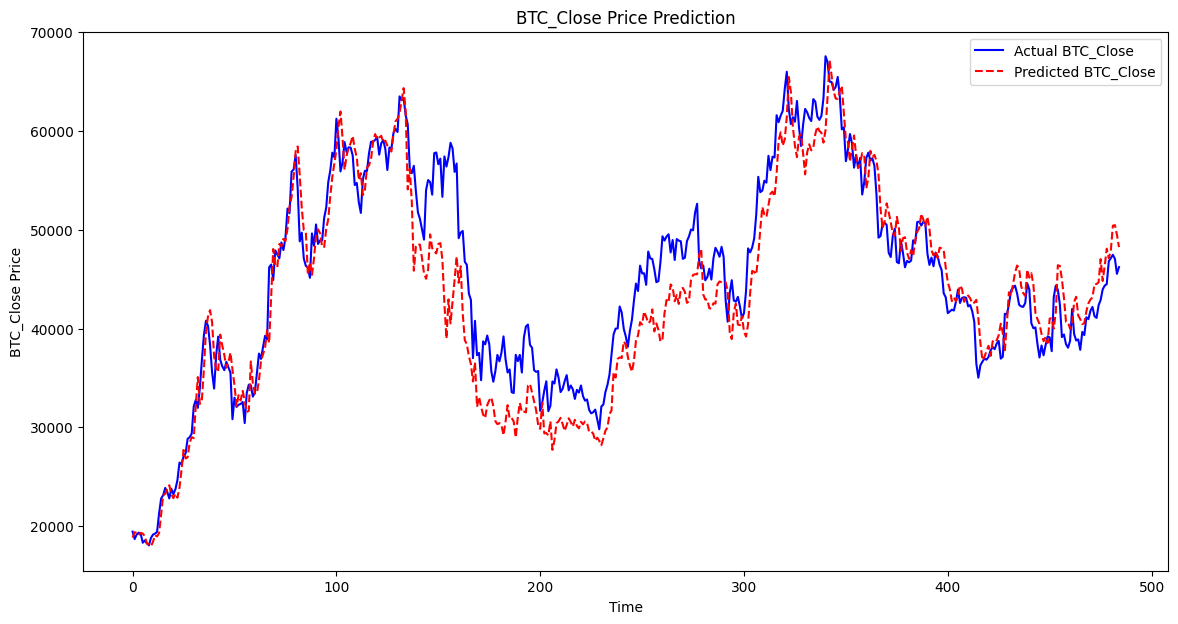 BTC_Close Price Prediction
Actual BTC_Close
Predicted BTC_Close
BTC_Close Price
70000
60000
50000
40000
30000
20000
0
100
200
300
400
500
Time